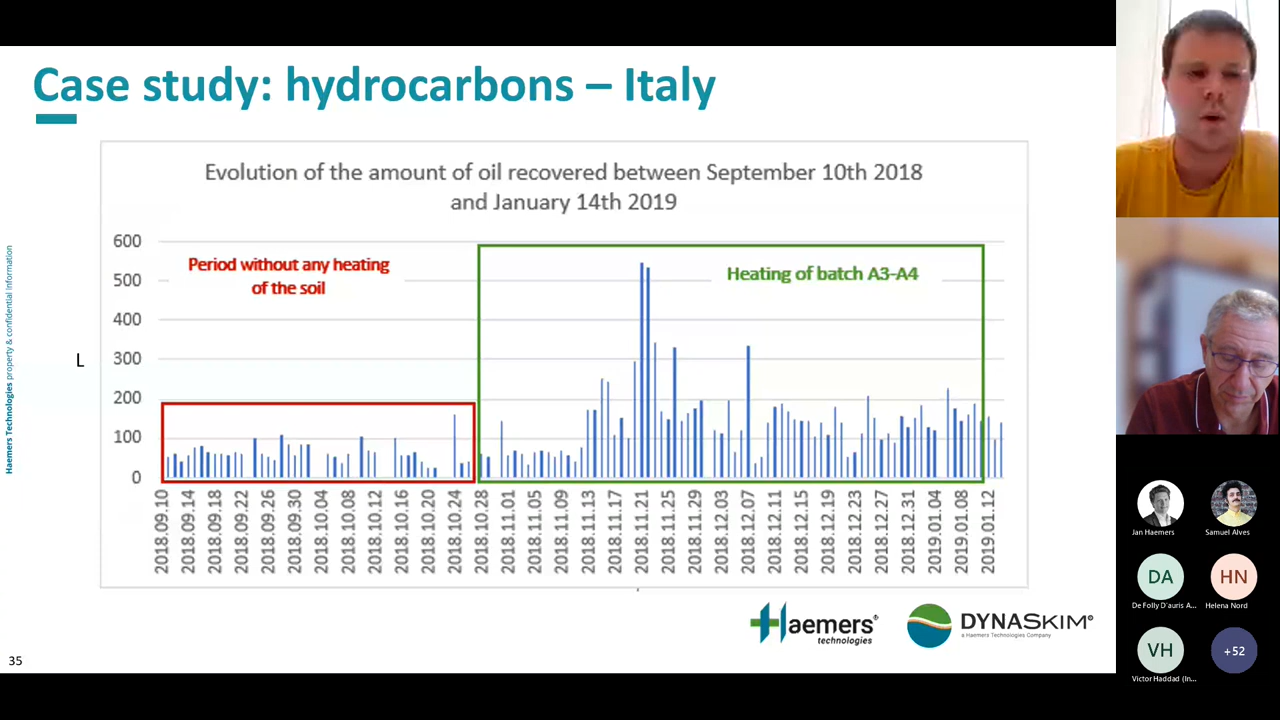 Case study: hydrocarbons – Italy
Evolution of the amount of oil recovered between September 10th 2018
and January 14th 2019
600
500
400
300
200
100
0
L
Period without any heating
of the soil
Heating of batch A3-A4
2018.09.10
2018.09.14
2018.09.18
2018.09.22
2018.09.26
2018.09.30
2018.10.04
2018.10.08
2018.10.12
2018.10.16
2018.10.20
2018.10.24
2018.10.28
2018.11.01
2018.11.05
2018.11.09
2018.11.13
2018.11.17
2018.11.21
2018.11.25
2018.11.29
2018.12.03
2018.12.07
2018.12.11
2018.12.15
2018.12.19
2018.12.23
2018.12.27
2018.12.31
2019.01.04
2019.01.08
2019.01.12
Haemers Technologies property & confidential information
Haemers®
technologies
DYNASKIM®
a Haemers Technologies Company
35
Jan Haemers
Samuel Alves
DA
De Folly D'auris A...
HN
Helena Nord
VH
Victor Haddad (In...
+52